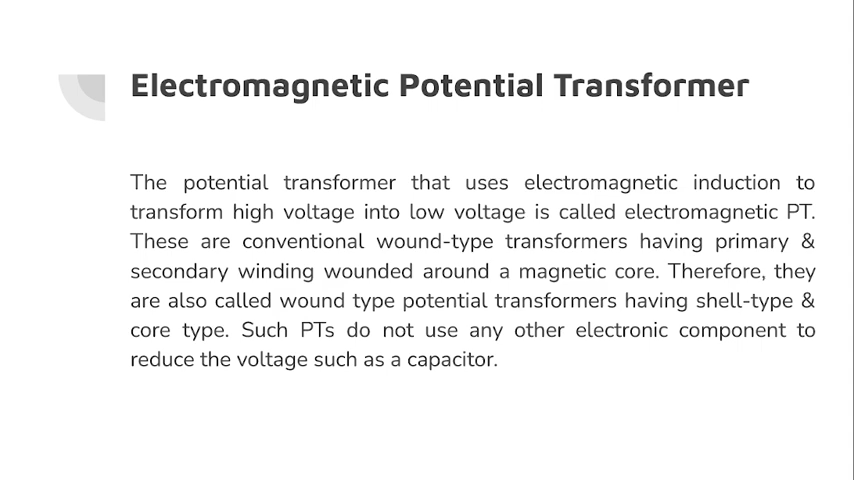 Electromagnetic Potential Transformer
The potential transformer that uses electromagnetic induction to
transform high voltage into low voltage is called electromagnetic PT.
These are conventional wound-type transformers having primary &
secondary winding wounded around a magnetic core. Therefore, they
are also called wound type potential transformers having shell-type &
core type. Such PTs do not use any other electronic component to
reduce the voltage such as a capacitor.